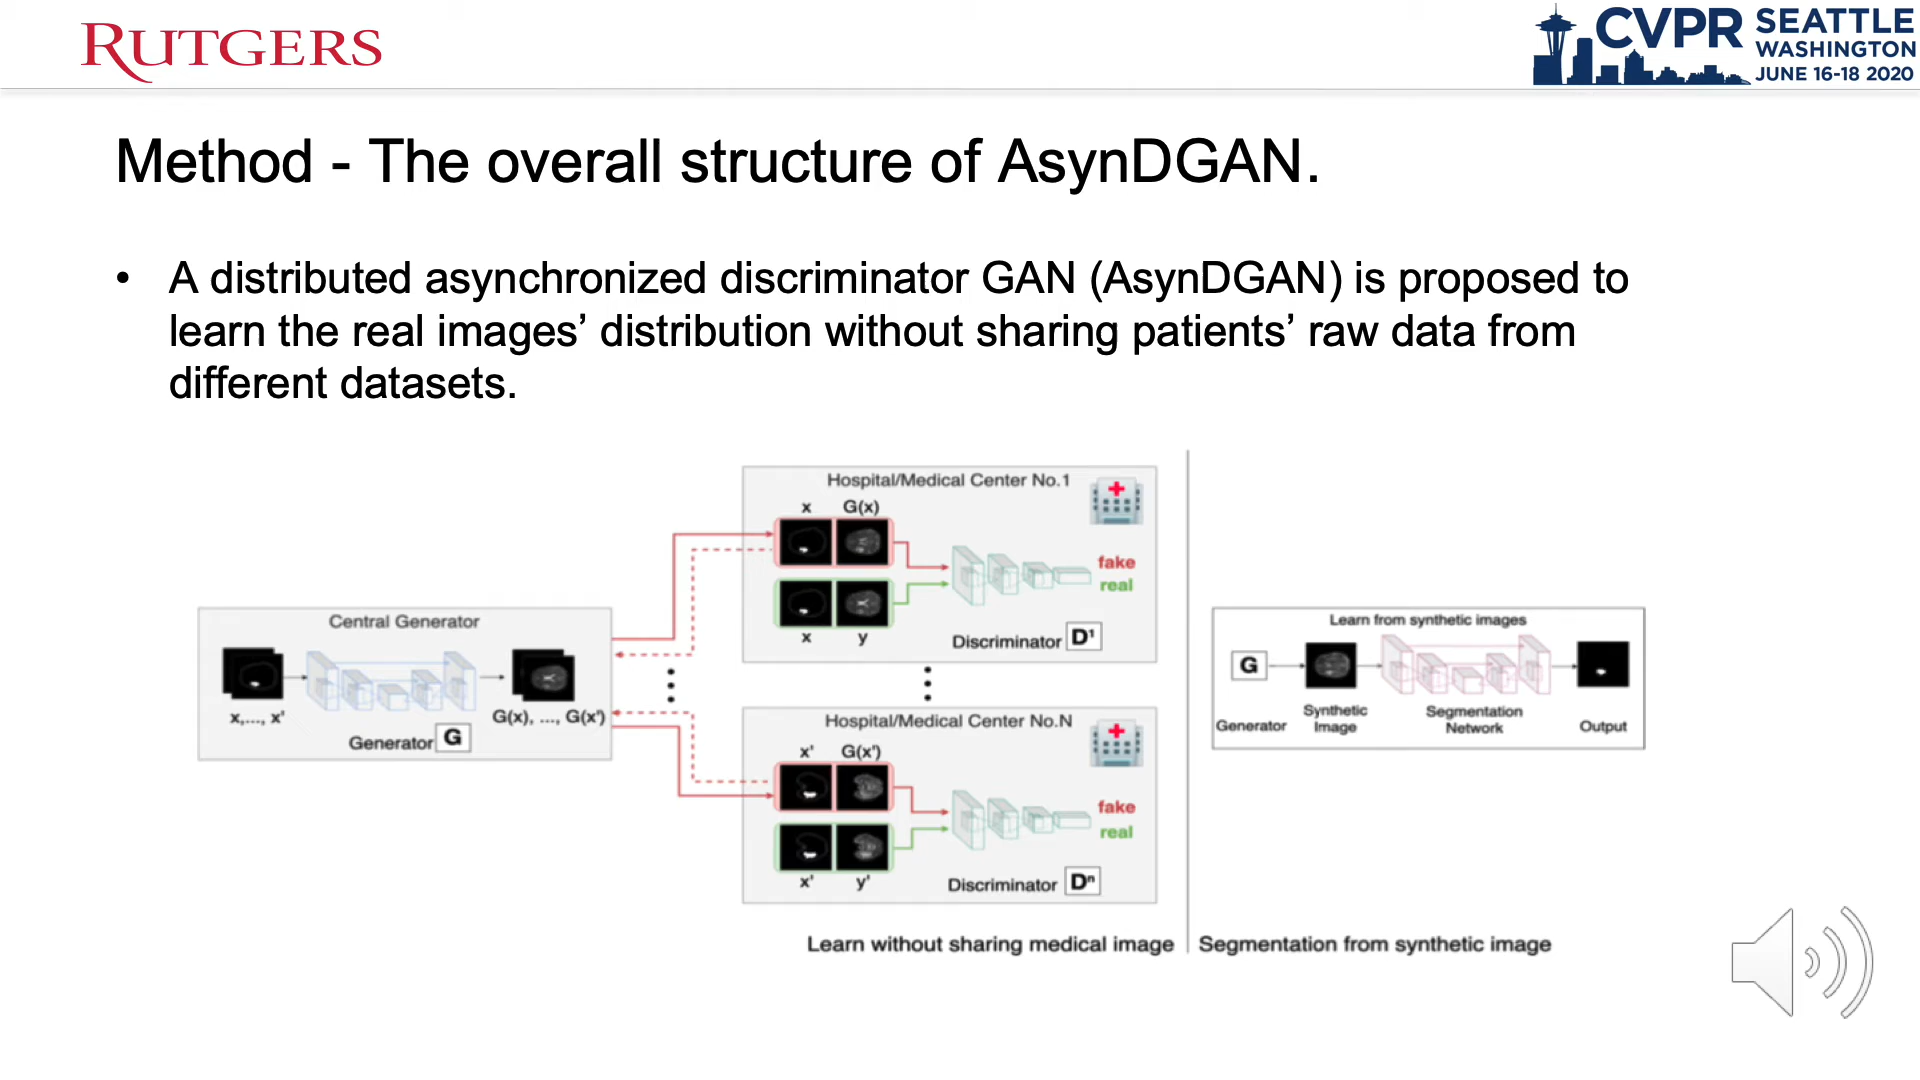 RUTGERS
CVPR SEATTLE
WASHINGTON
JUNE 16-18 2020
Method - The overall structure of AsynDGAN.
• A distributed asynchronized discriminator GAN (AsynDGAN) is proposed to
learn the real images’ distribution without sharing patients’ raw data from
different datasets.
Central Generator
x,..., x'
G(x), ..., G(x')
Generator G
Hospital/Medical Center No.1
x G(x)
fake
real
x y
Discriminator D¹
Hospital/Medical Center No.N
x' G(x')
fake
real
x' y'
Discriminator Dⁿ
Learn without sharing medical image
Learn from synthetic images
G
Generator
Synthetic
Image
Segmentation
Network
Output
Segmentation from synthetic image